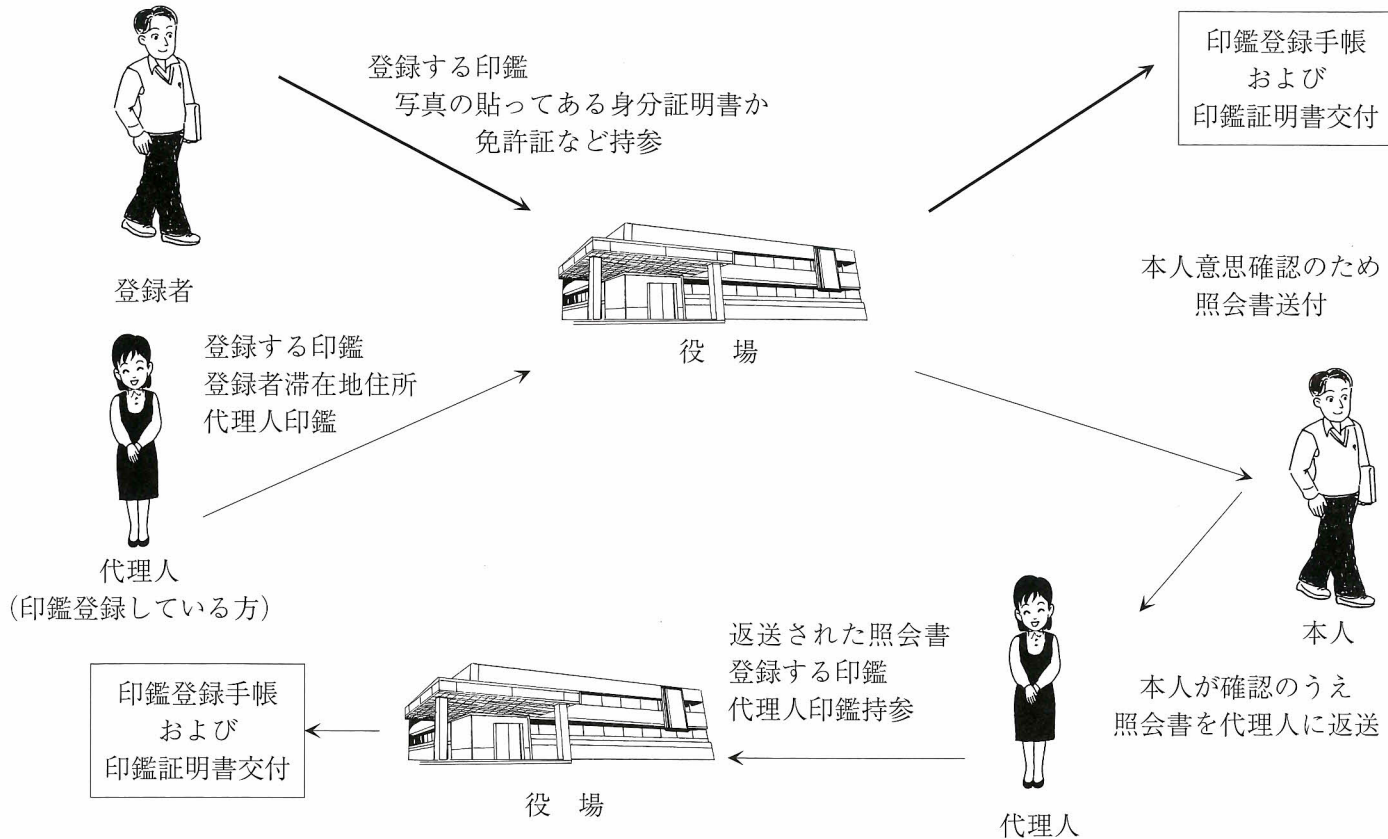 登録する印鑑
写真の貼ってある身分証明書か
免許証など持参
印鑑登録手帳
および
印鑑証明書交付
登録者
役 場
本人意思確認のため
照会書送付
登録する印鑑
登録者滞在地住所
代理人印鑑
代理人
(印鑑登録している方)
本人
本人が確認のうえ
照会書を代理人に返送
返送された照会書
登録する印鑑
代理人印鑑持参
代理人
役 場
印鑑登録手帳
および
印鑑証明書交付